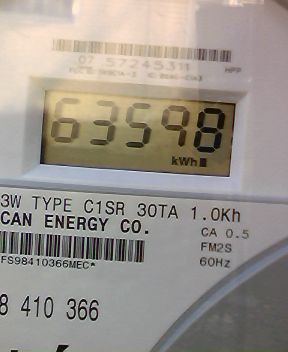 07 57245311
HPP
63598
kWh
3W TYPE C1SR 30TA 1.0Kh
CAN ENERGY CO.
CA 0.5
FM2S
FS98410366MEC*
60Hz
8 410 366